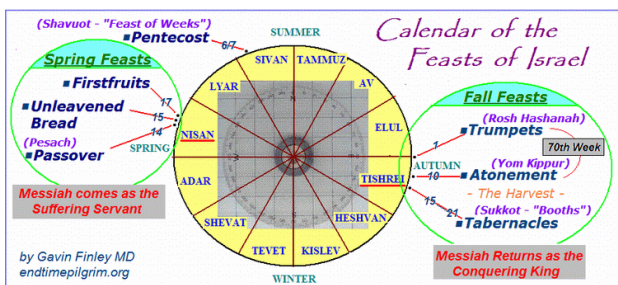 (Shavuot - "Feast of Weeks")
Pentecost
6/7
SUMMER
Calendar of the
Feasts of Israel
Spring Feasts
Firstfruits
17
Unleavened
Bread
15
14
(Pesach)
Passover
SPRING
Messiah comes as the
Suffering Servant
by Gavin Finley MD
endtimepilgrim.org
SIVAN
TAMMUZ
LYAR
AV
NISAN
ELUL
ADAR
TISHREI
SHEVAT
HESHVAN
TEVET
KISLEV
WINTER
AUTUMN
Fall Feasts
(Rosh Hashanah)
Trumpets
1
70th Week
(Yom Kippur)
Atonement
10
- The Harvest -
(Sukkot - "Booths")
15
21
Tabernacles
Messiah Returns as the
Conquering King